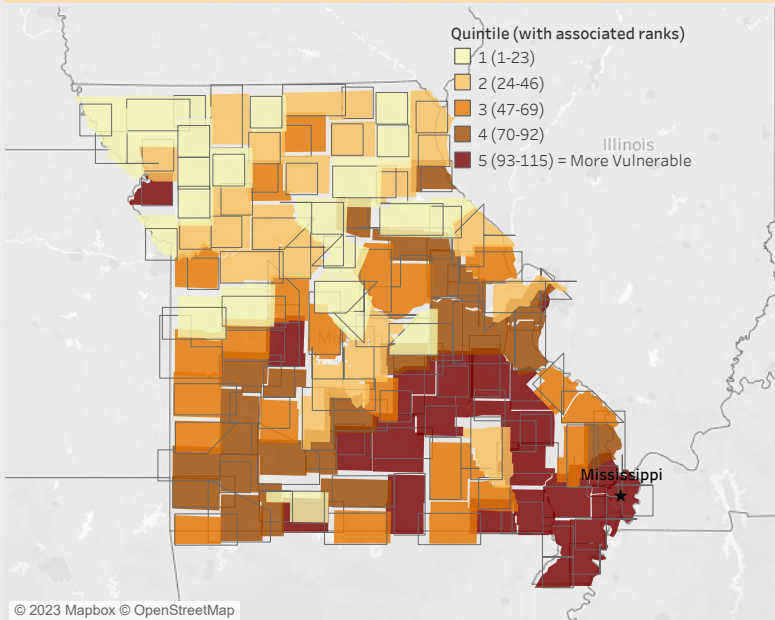 Quintile (with associated ranks)
1 (1-23)
2 (24-46)
3 (47-69)
4 (70-92)
5 (93-115) = More Vulnerable
Illinois
Mississippi
© 2023 Mapbox © OpenStreetMap